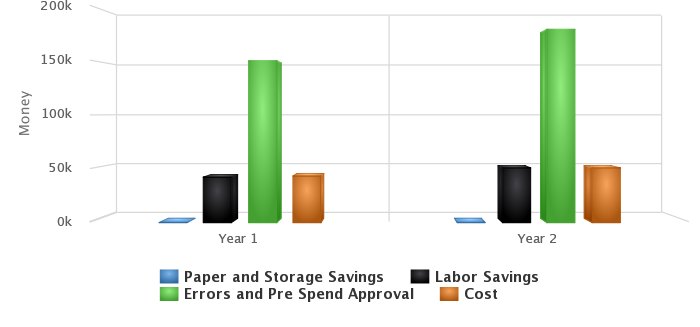 200k
150k
100k
50k
0k
Money
Year 1
Year 2
Paper and Storage Savings
Labor Savings
Errors and Pre Spend Approval
Cost